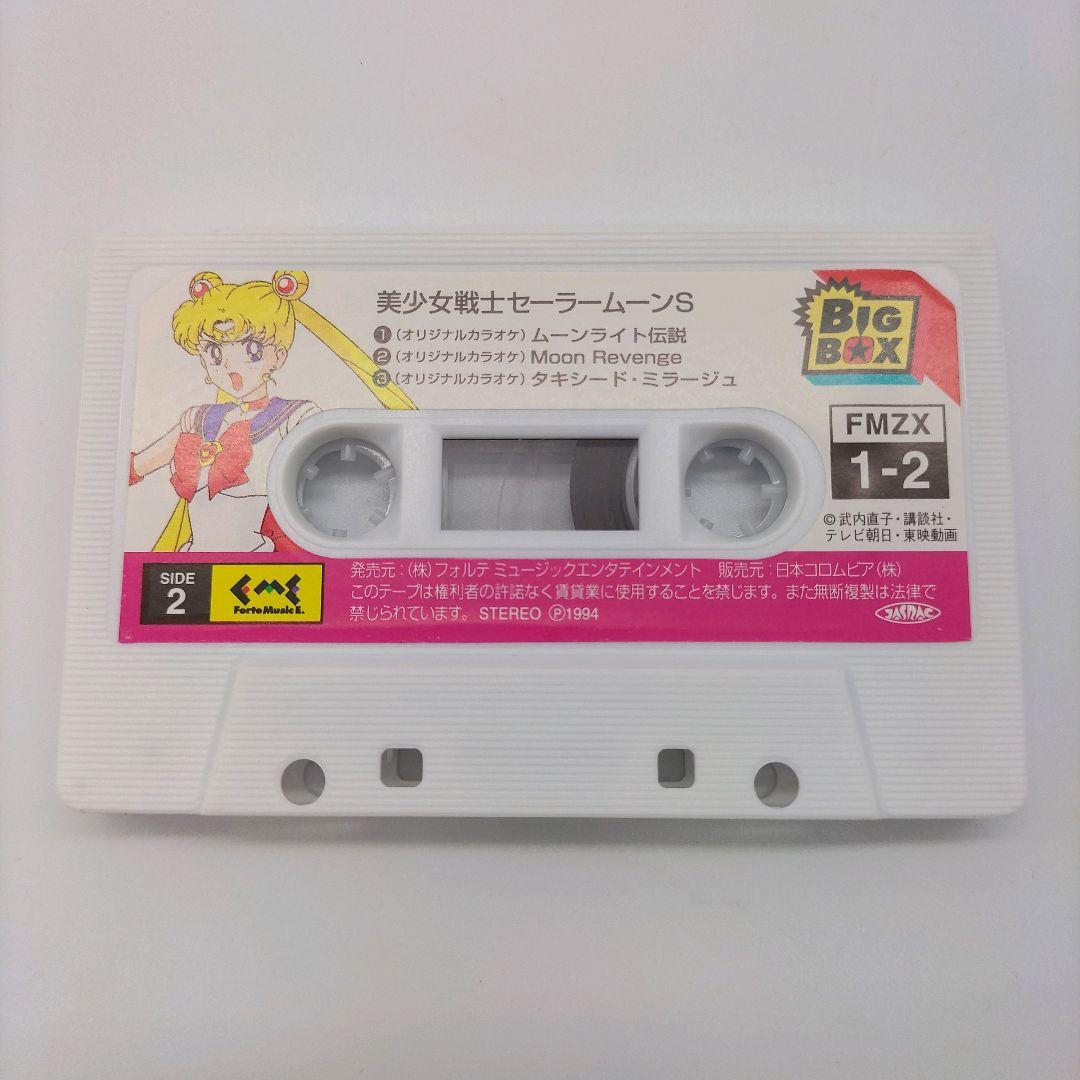 美少女戦士セーラームーンS
1 (オリジナルカラオケ) ムーンライト伝説
2 (オリジナルカラオケ) Moon Revenge
3 (オリジナルカラオケ) タキシード・ミラージュ
BIG
BOX
FMZX
1-2
©武内直子・講談社・
テレビ朝日・東映動画
SIDE
2
EME
Forte Music E.
発売元:(株)フォルテ ミュージックエンタテインメント 販売元:日本コロムビア(株)
このテープは権利者の許諾なく賃貸業に使用することを禁じます。また無断複製は法律で
禁じられています。 STEREO Ⓟ1994
JASRAC